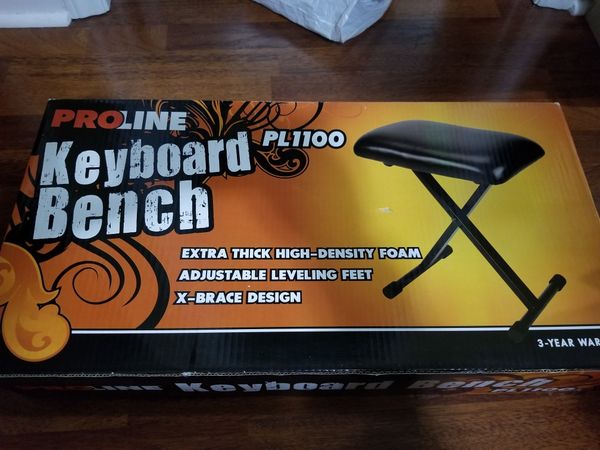 PROLINE
Keyboard PL1100
Bench
EXTRA THICK HIGH-DENSITY FOAM
ADJUSTABLE LEVELING FEET
X-BRACE DESIGN
3-YEAR WAR
PROLINE Keyboard Bench